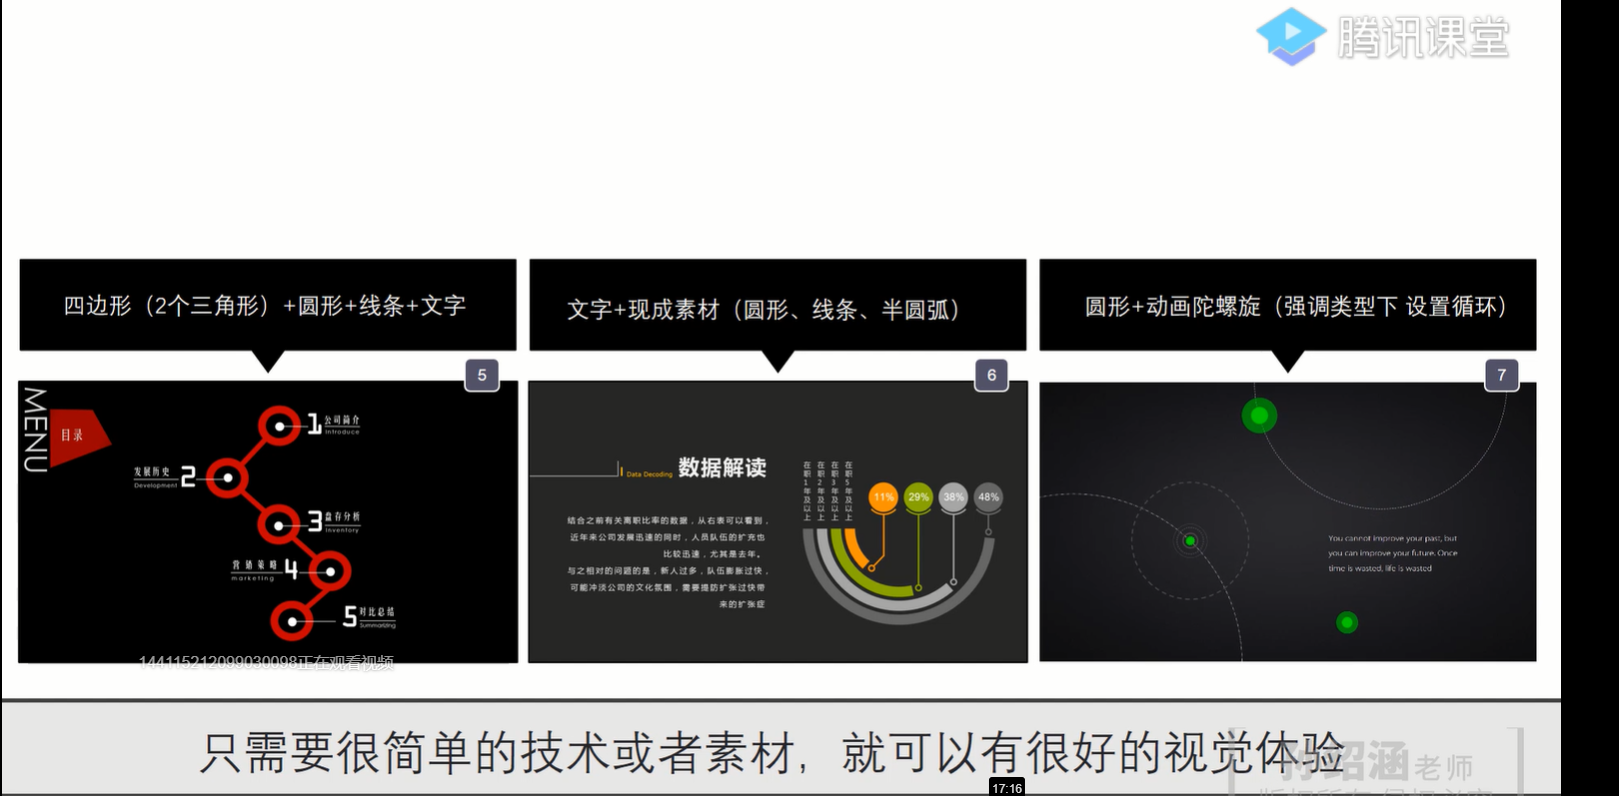 腾讯课堂
四边形（2个三角形）+圆形+线条+文字
文字+现成素材（圆形、线条、半圆弧）
圆形+动画陀螺旋（强调类型下 设置循环）
5
6
7
MENU
目录
1 公司简介
Introduce
发展历史 2
Development
3 盘存分析
Inventory
营销策略 4
marketing
5 对比总结
Summarizing
Data Decoding 数据解读
结合之前有关离职比率的数据，从右表可以看到，
近年来公司发展迅速的同时，人员队伍的扩充也
比较迅速，尤其是去年。
与之相对的问题的是，新人过多，队伍膨胀过快，
可能冲淡公司的文化氛围，需要提防扩张过快带
来的扩张症
在职1年及以上
在职2年及以上
在职3年及以上
在职5年及以上
11% 29% 38% 48%
You cannot improve your past, but
you can improve your future. Once
time is wasted, life is wasted
144115212099030098正在观看视频
只需要很简单的技术或者素材，就可以有很好的视觉体验
绍涵老师
17:16